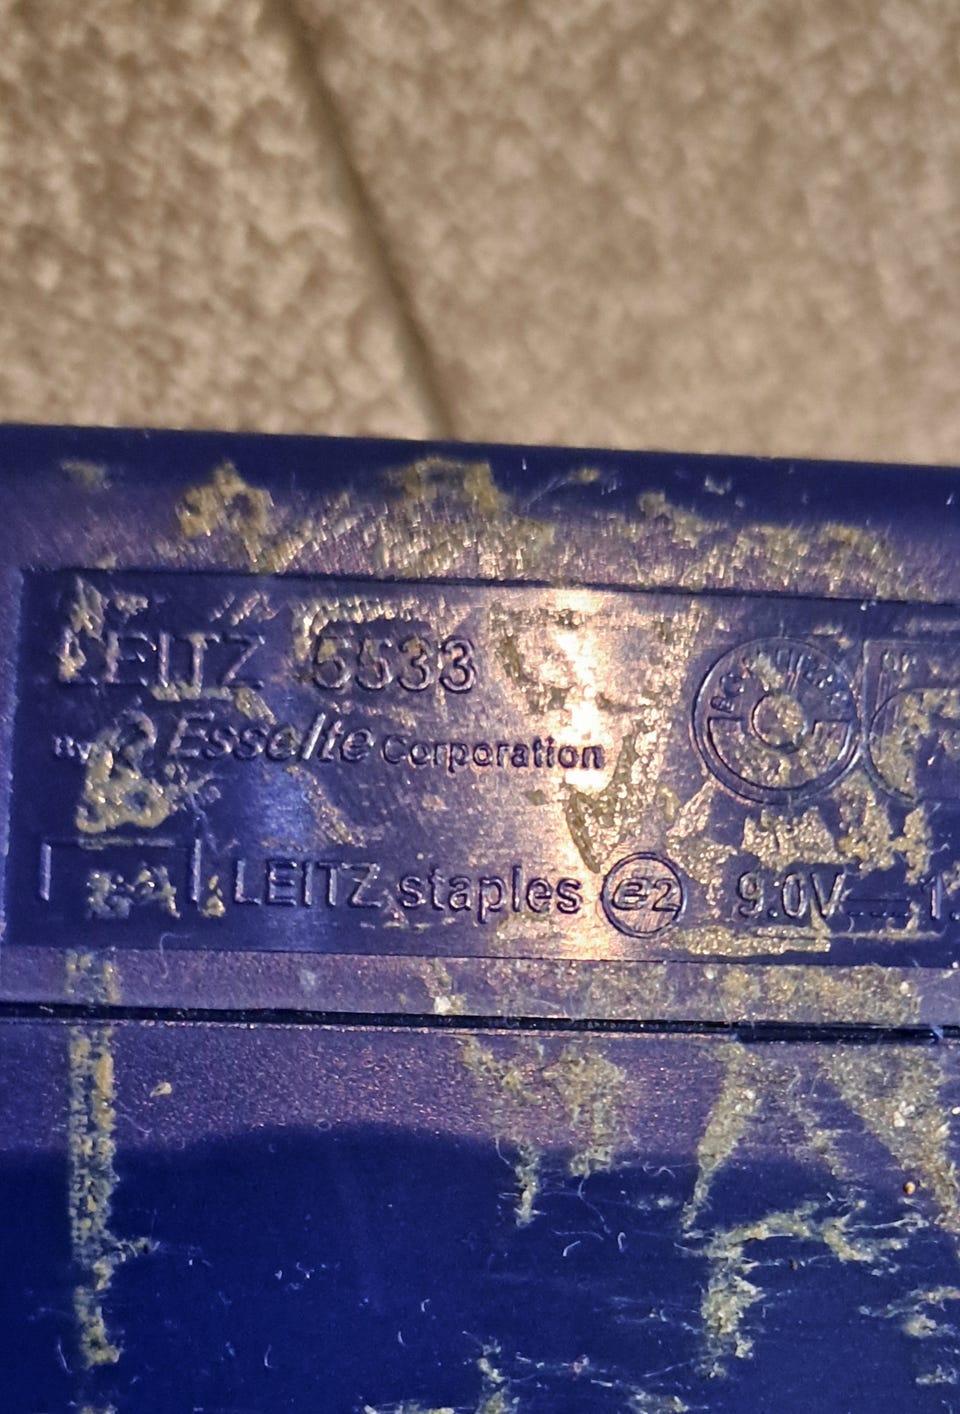 LEITZ 5533
By Esselte Corporation
LEITZ staples e2 9.0V